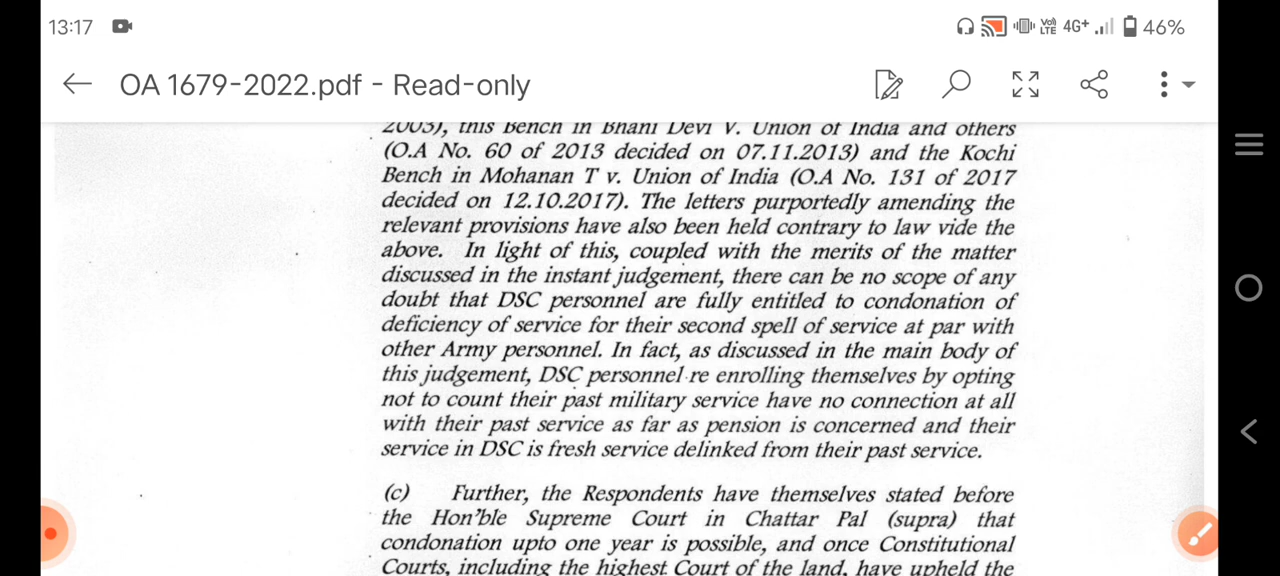 13:17 Vo) LTE 4G+ 46%
OA 1679-2022.pdf - Read-only
2003), this Bench in Bhani Devi V. Union of India and others
(O.A No. 60 of 2013 decided on 07.11.2013) and the Kochi
Bench in Mohanan T v. Union of India (O.A No. 131 of 2017
decided on 12.10.2017). The letters purportedly amending the
relevant provisions have also been held contrary to law vide the
above. In light of this, coupled with the merits of the matter
discussed in the instant judgement, there can be no scope of any
doubt that DSC personnel are fully entitled to condonation of
deficiency of service for their second spell of service at par with
other Army personnel. In fact, as discussed in the main body of
this judgement, DSC personnel re enrolling themselves by opting
not to count their past military service have no connection at all
with their past service as far as pension is concerned and their
service in DSC is fresh service delinked from their past service.
(c) Further, the Respondents have themselves stated before
the Hon'ble Supreme Court in Chattar Pal (supra) that
condonation upto one year is possible, and once Constitutional
Courts, including the highest Court of the land, have upheld the